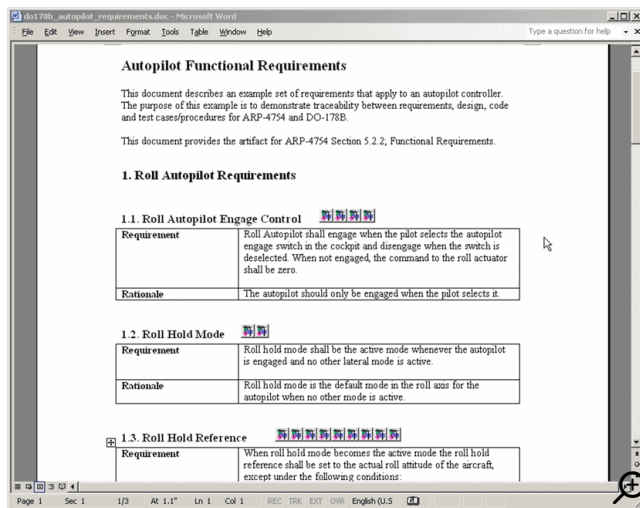 do178b_autopilot_requirements.doc - Microsoft Word
File Edit View Insert Format Tools Table Window Help Type a question for help
Autopilot Functional Requirements
This document describes an example set of requirements that apply to an autopilot controller.
The purpose of this example is to demonstrate traceability between requirements, design, code
and test cases/procedures for ARP-4754 and DO-178B.
This document provides the artifact for ARP-4754 Section 5.2.2; Functional Requirements.
1. Roll Autopilot Requirements
1.1. Roll Autopilot Engage Control
Requirement Roll Autopilot shall engage when the pilot selects the autopilot
engage switch in the cockpit and disengage when the switch is
deselected. When not engaged, the command to the roll actuator
shall be zero.
Rationale The autopilot should only be engaged when the pilot selects it.
1.2. Roll Hold Mode
Requirement Roll hold mode shall be the active mode whenever the autopilot
is engaged and no other lateral mode is active.
Rationale Roll hold mode is the default mode in the roll axis for the
autopilot when no other mode is active.
1.3. Roll Hold Reference
Requirement When roll hold mode becomes the active mode the roll hold
reference shall be set to the actual roll attitude of the aircraft,
except under the following conditions:
Page 1 Sec 1 1/3 At 1.1" Ln 1 Col 1 REC TRK EXT OVR English (U.S